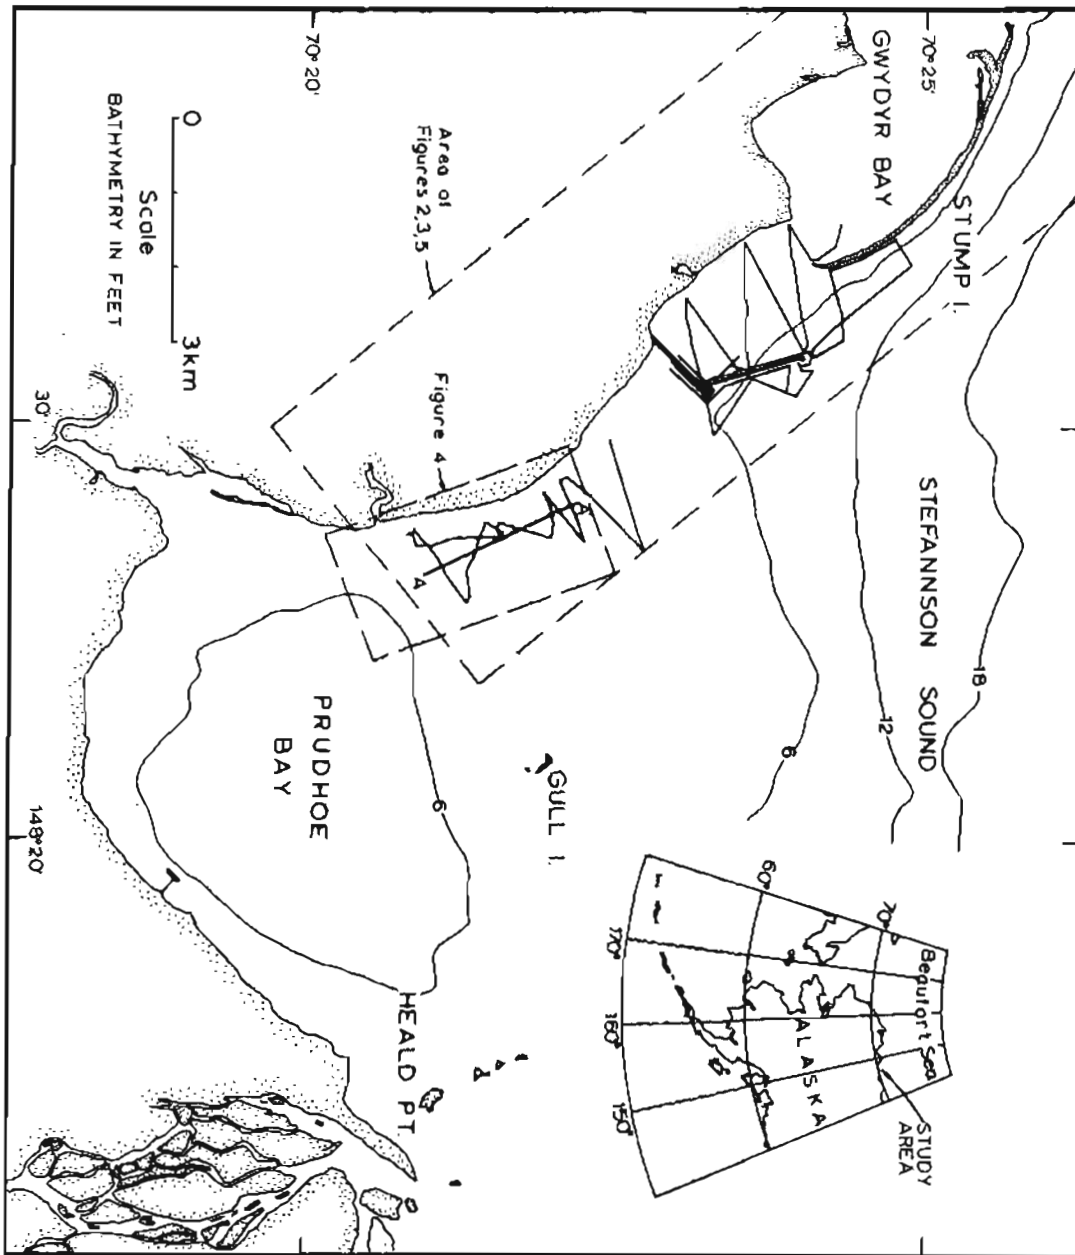 70° 25'
70° 20'
GWYDYR BAY
STUMP I.
STEFANNSON SOUND
18
12
6
Area of
Figures 2,3,5
Figure 4
A
A'
0
3km
Scale
BATHYMETRY IN FEET
30'
148°20'
PRUDHOE
BAY
6
GULL I.
HEALD PT
Beaufort Sea
ALASKA
STUDY
AREA
70°
60°
170°
160°
150°